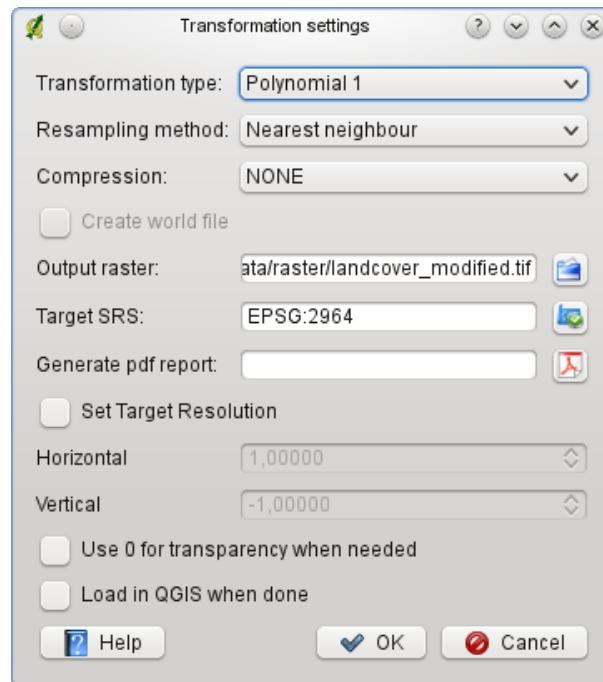 Transformation settings
Transformation type: Polynomial 1
Resampling method: Nearest neighbour
Compression: NONE
Create world file
Output raster: ata/raster/landcover_modified.tif
Target SRS: EPSG:2964
Generate pdf report:
Set Target Resolution
Horizontal 1,00000
Vertical -1,00000
Use 0 for transparency when needed
Load in QGIS when done
Help OK Cancel